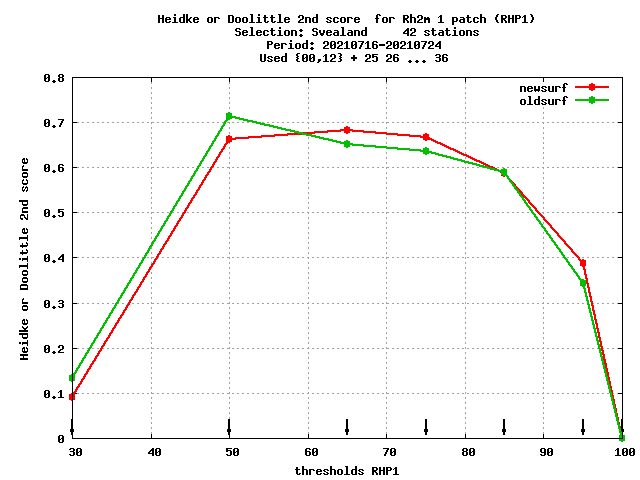 Heidke or Doolittle 2nd score  for Rh2m 1 patch (RHP1)
Selection: Svealand     42 stations
Period: 20210716-20210724
Used {00,12} + 25 26 ... 36
newsurf
oldsurf
0.8
0.7
0.6
0.5
0.4
0.3
0.2
0.1
0
Heidke or Doolittle 2nd score
30 40 50 60 70 80 90 100
thresholds RHP1